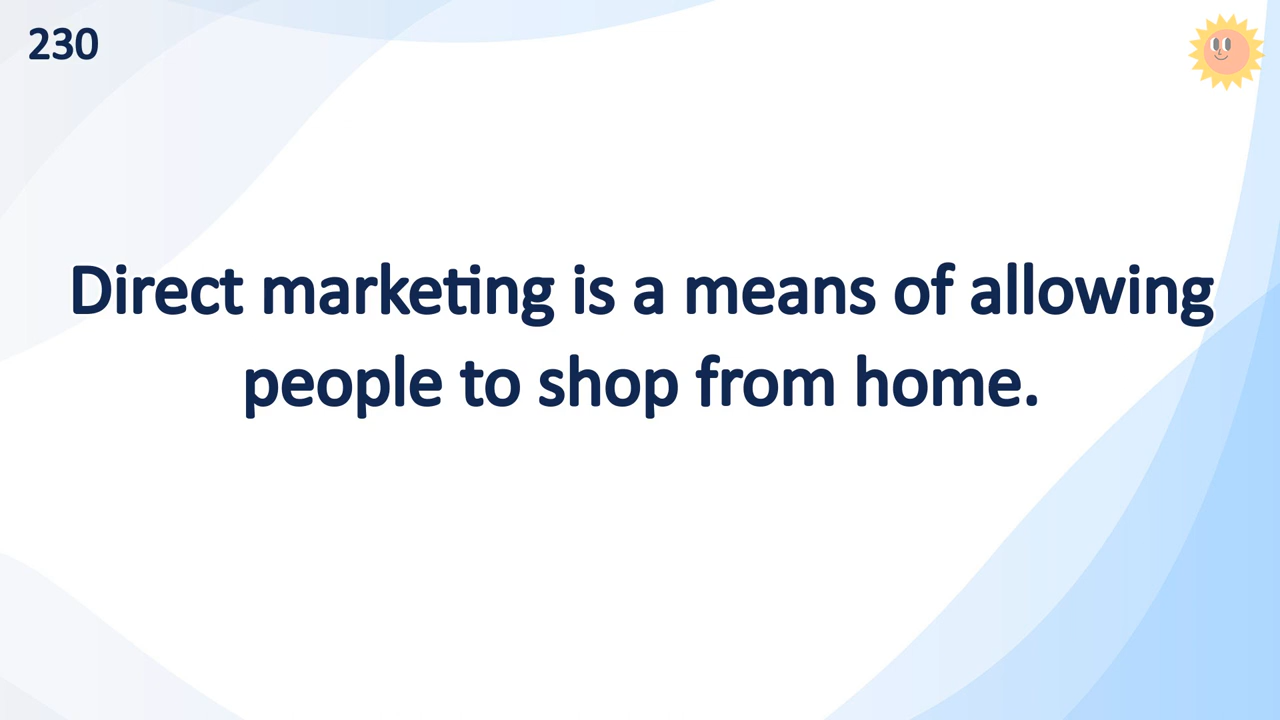 230
Direct marketing is a means of allowing
people to shop from home.